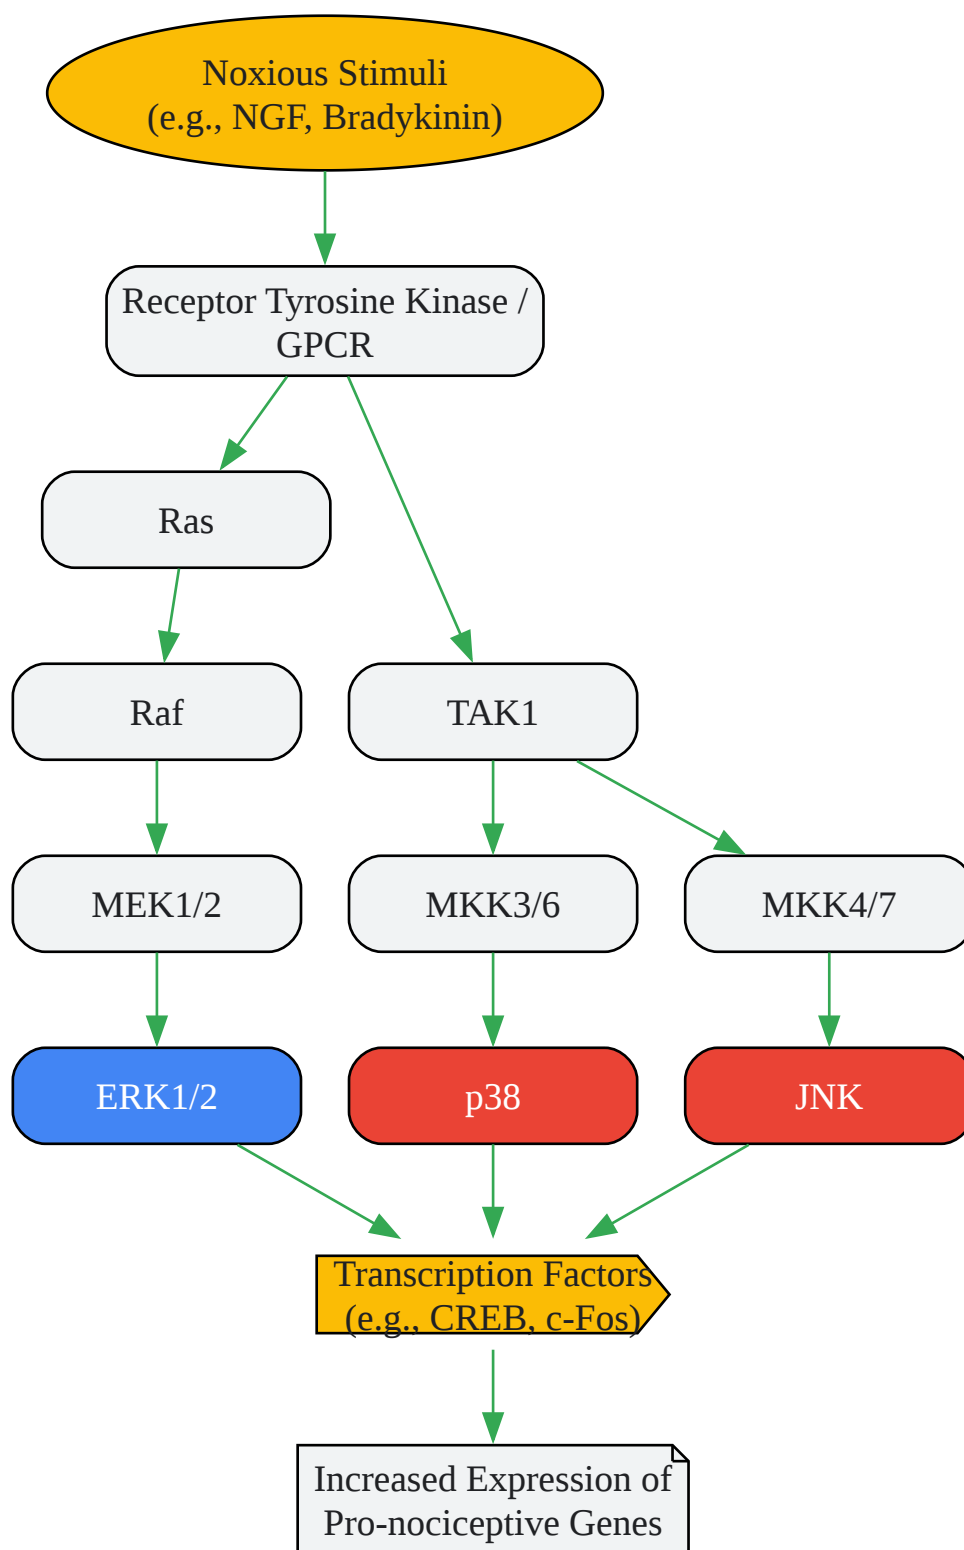 Noxious Stimuli
(e.g., NGF, Bradykinin)
Receptor Tyrosine Kinase /
GPCR
Ras
Raf
TAK1
MEK1/2
MKK3/6
MKK4/7
ERK1/2
p38
JNK
Transcription Factors
(e.g., CREB, c-Fos)
Increased Expression of
Pro-nociceptive Genes